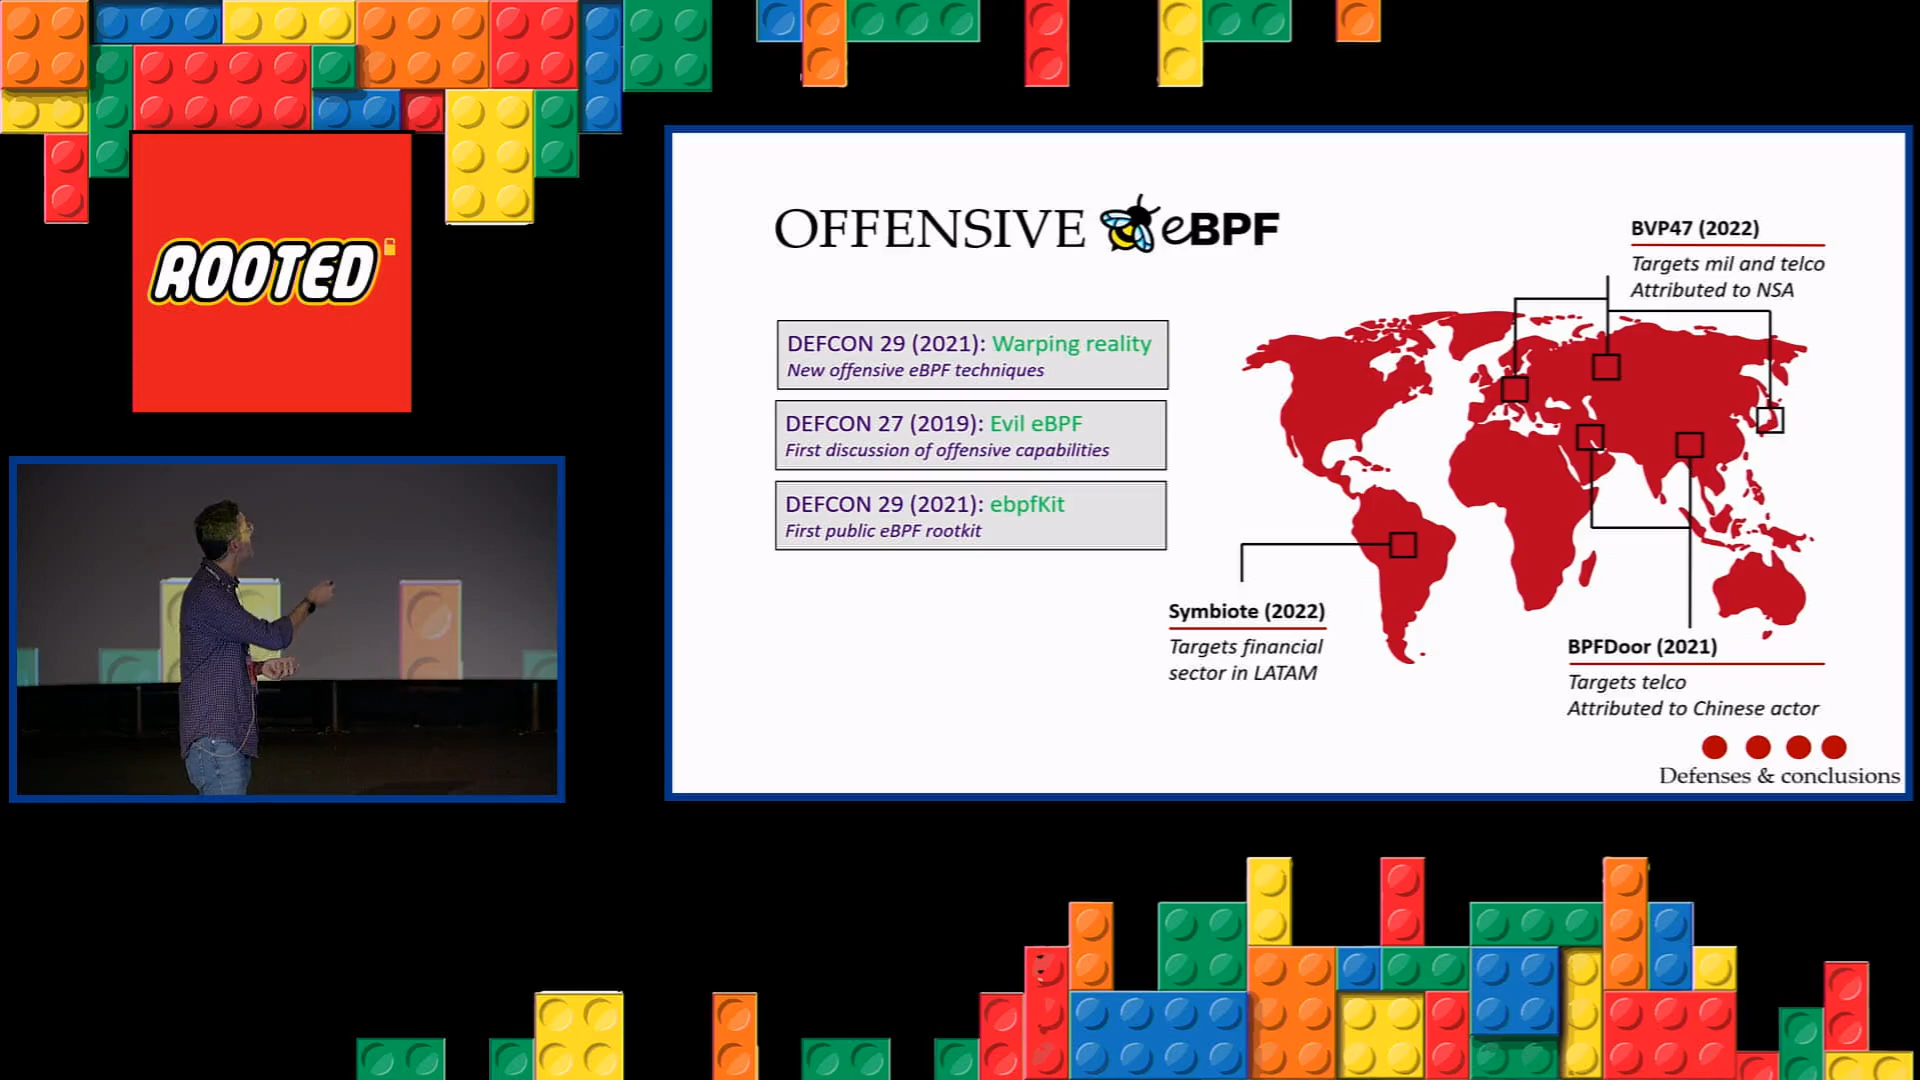 ROOTED
OFFENSIVE eBPF
DEFCON 29 (2021): Warping reality
New offensive eBPF techniques
DEFCON 27 (2019): Evil eBPF
First discussion of offensive capabilities
DEFCON 29 (2021): ebpfKit
First public eBPF rootkit
BVP47 (2022)
Targets mil and telco
Attributed to NSA
Symbiote (2022)
Targets financial
sector in LATAM
BPFDoor (2021)
Targets telco
Attributed to Chinese actor
Defenses & conclusions